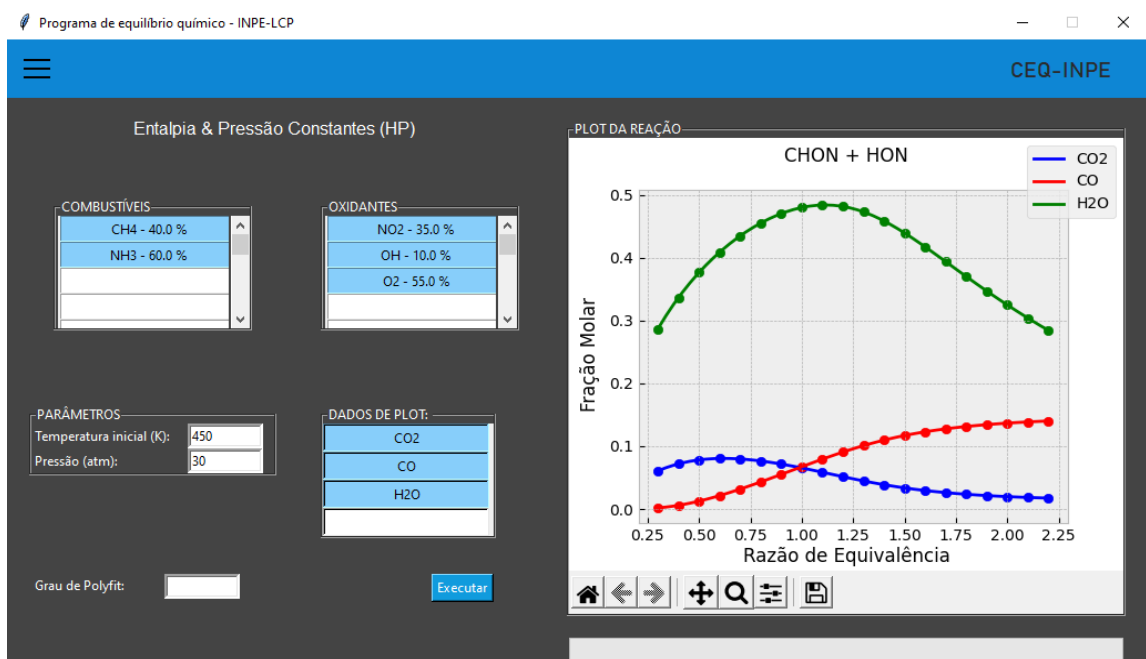 Programa de equilíbrio químico - INPE-LCP
CEQ-INPE
Entalpia & Pressão Constantes (HP)
COMBUSTÍVEIS
CH4 - 40.0 %
NH3 - 60.0 %
OXIDANTES
NO2 - 35.0 %
OH - 10.0 %
O2 - 55.0 %
PARÂMETROS
Temperatura inicial (K): 450
Pressão (atm): 30
DADOS DE PLOT:
CO2
CO
H2O
Grau de Polyfit:
Executar
PLOT DA REAÇÃO
CHON + HON
CO2
CO
H2O
0.5
0.4
0.3
0.2
0.1
0.0
Fração Molar
0.25 0.50 0.75 1.00 1.25 1.50 1.75 2.00 2.25
Razão de Equivalência